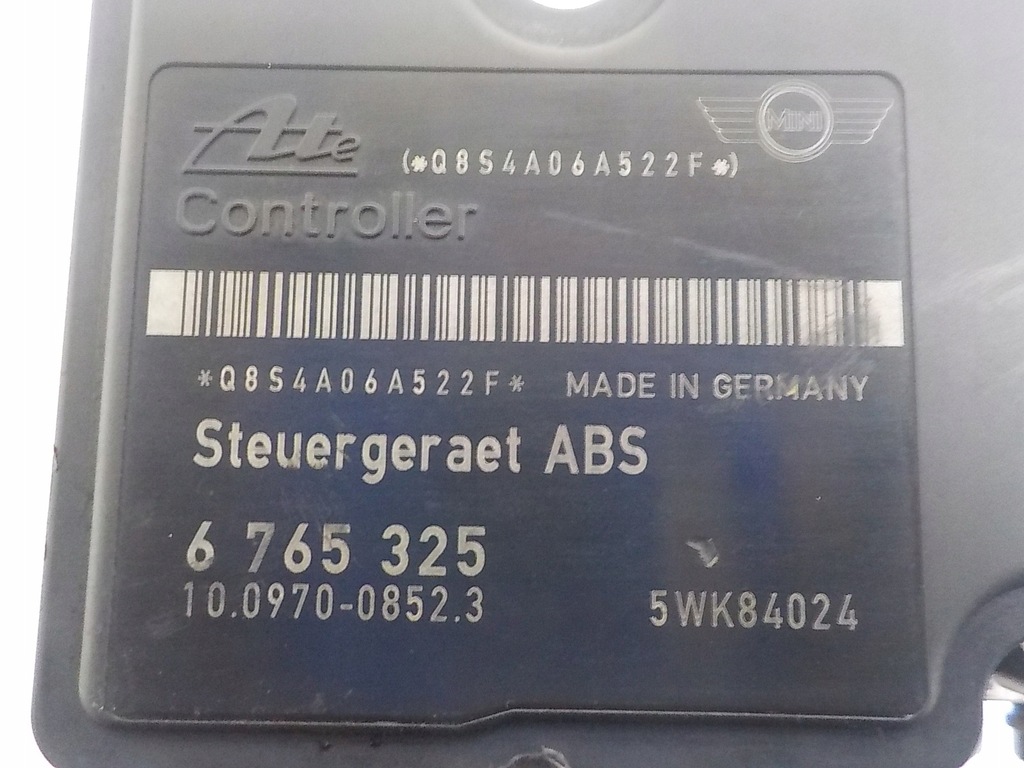 Ate
MINI
(*Q8S4A06A522F*)
Controller
*Q8S4A06A522F* MADE IN GERMANY
Steuergeraet ABS
6 765 325
10.0970-0852.3 5WK84024